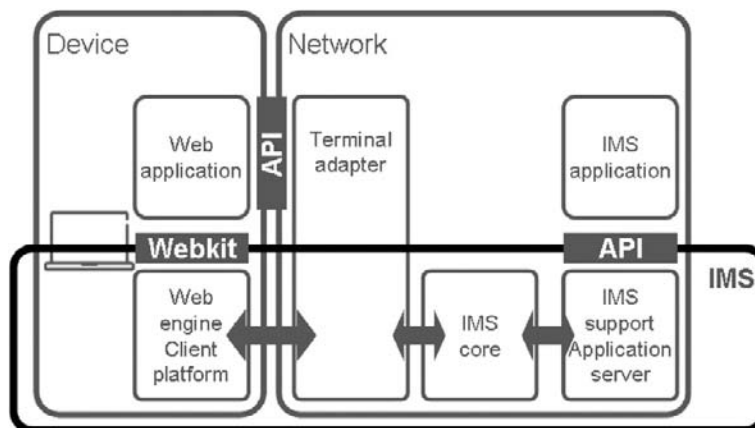 Device
Network
Web
application
API
Terminal
adapter
IMS
application
Webkit
API
IMS
Web
engine
Client
platform
IMS
core
IMS
support
Application
server